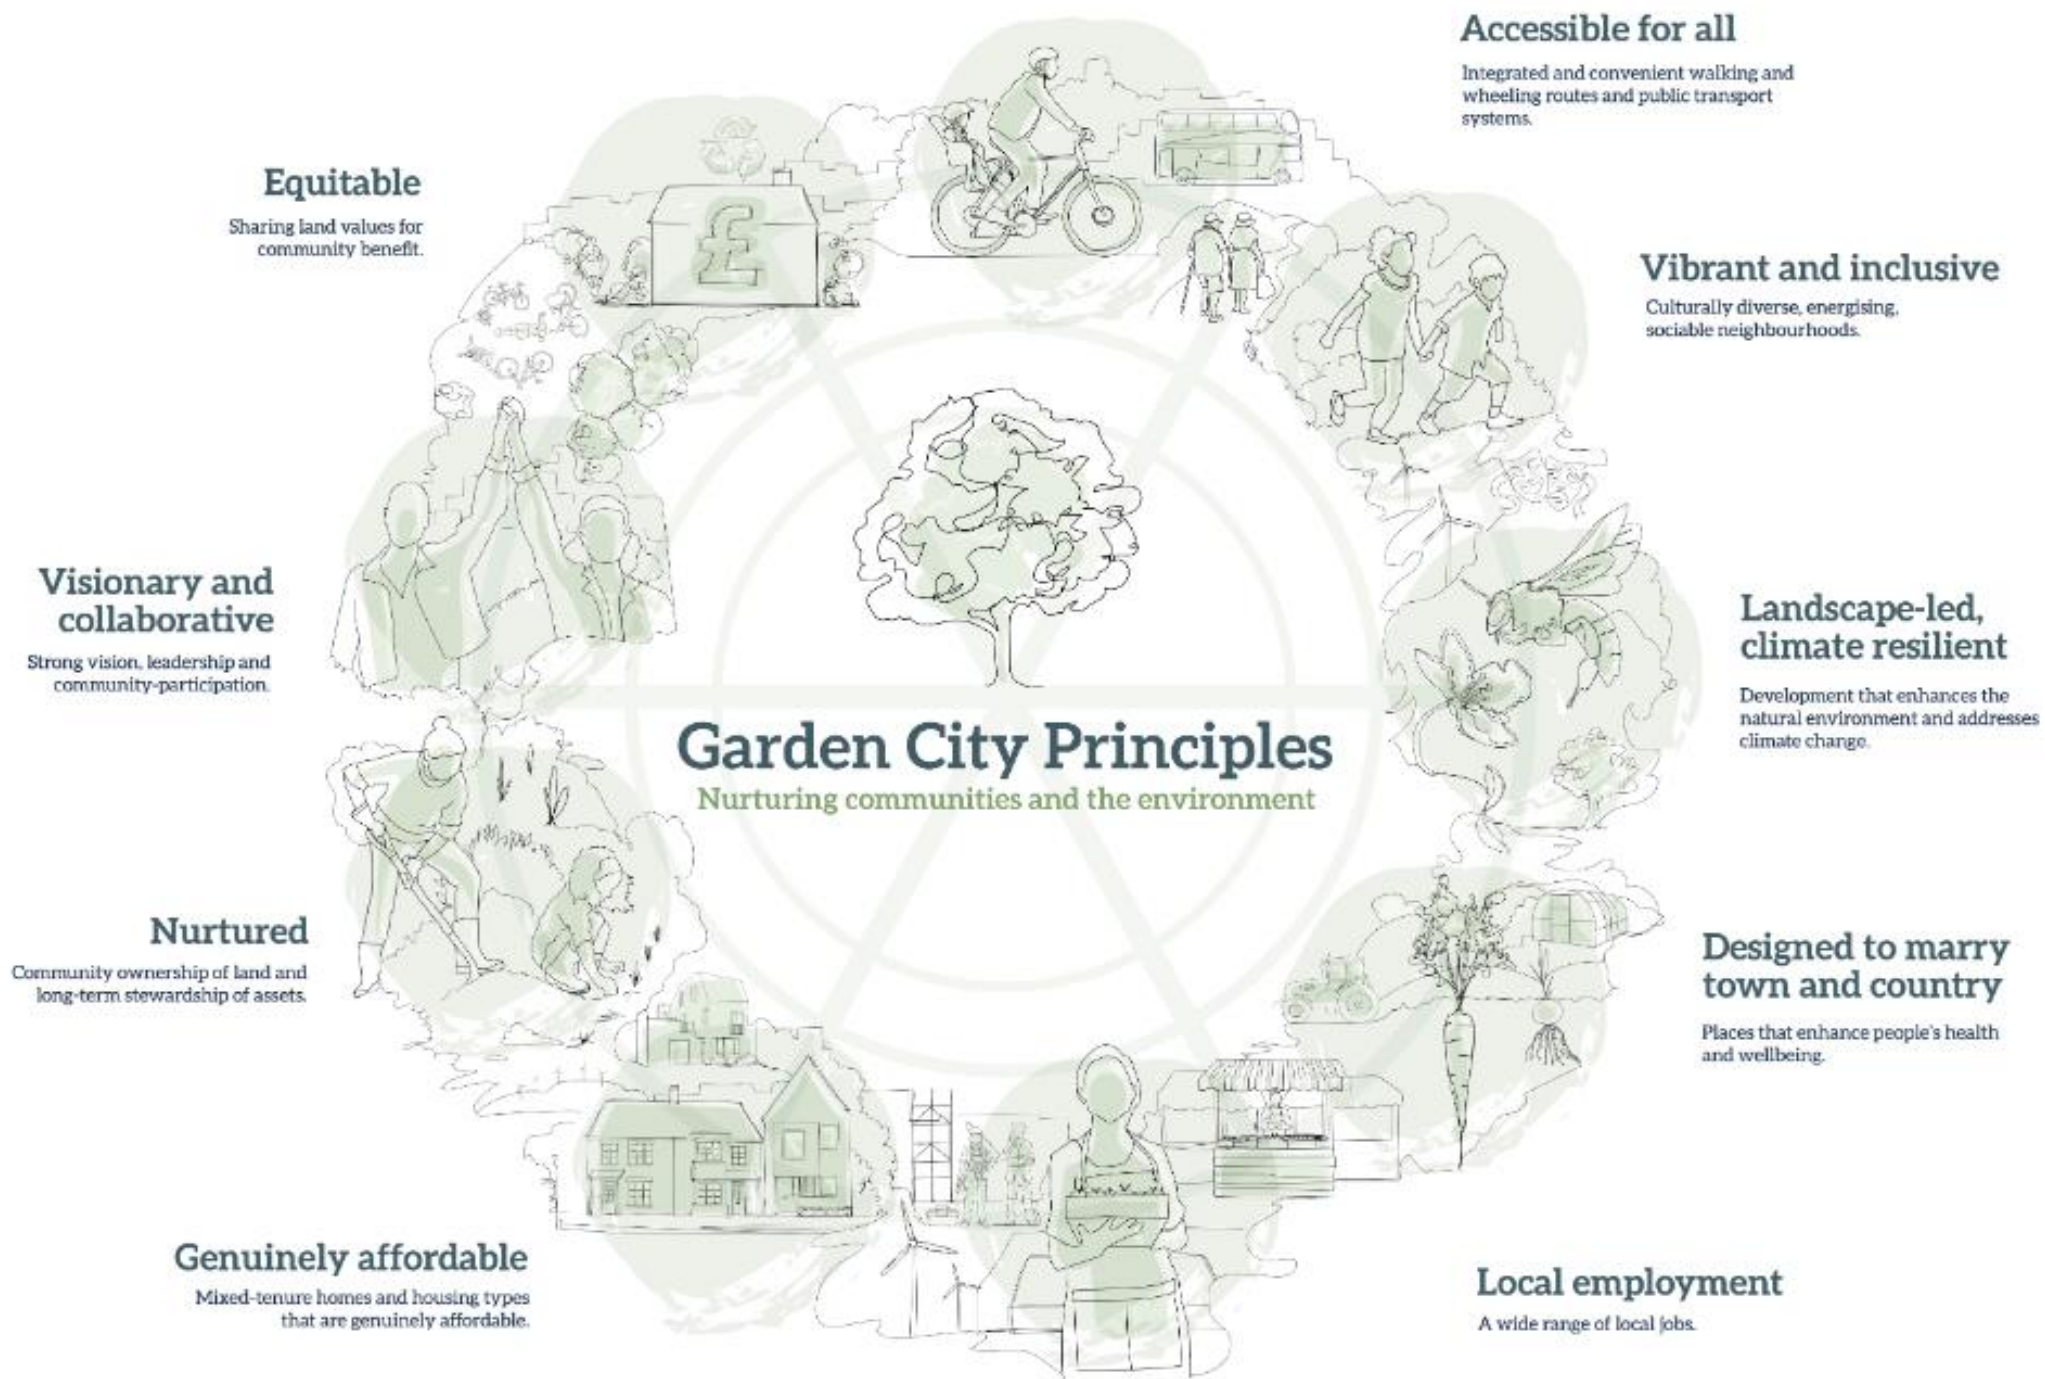 Accessible for all
Integrated and convenient walking and
wheeling routes and public transport
systems.
Equitable
Sharing land values for
community benefit.
£
Vibrant and inclusive
Culturally diverse, energising,
sociable neighbourhoods.
Visionary and
collaborative
Strong vision, leadership and
community-participation.
Landscape-led,
climate resilient
Development that enhances the
natural environment and addresses
climate change.
Garden City Principles
Nurturing communities and the environment
Nurtured
Community ownership of land and
long-term stewardship of assets.
Designed to marry
town and country
Places that enhance people's health
and wellbeing.
Genuinely affordable
Mixed-tenure homes and housing types
that are genuinely affordable.
Local employment
A wide range of local jobs.